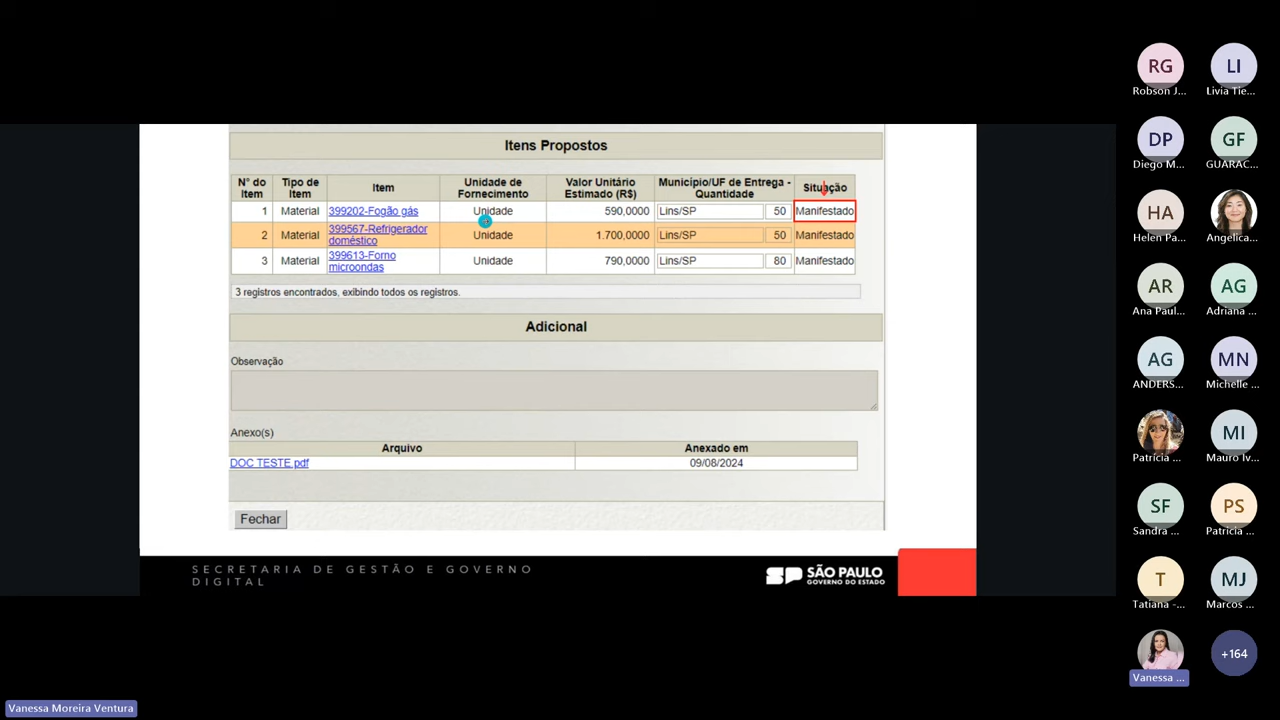 Itens Propostos
N° do Item Tipo de Item Item Unidade de Fornecimento Valor Unitário Estimado (R$) Município/UF de Entrega - Quantidade Situação
1 Material 399202-Fogão gás Unidade 590,0000 Lins/SP 50 Manifestado
2 Material 399567-Refrigerador doméstico Unidade 1.700,0000 Lins/SP 50 Manifestado
3 Material 399613-Forno microondas Unidade 790,0000 Lins/SP 80 Manifestado
3 registros encontrados, exibindo todos os registros.
Adicional
Observação
Anexo(s)
Arquivo Anexado em
DOC TESTE.pdf 09/08/2024
Fechar
SECRETARIA DE GESTÃO E GOVERNO
DIGITAL
SP SÃO PAULO
GOVERNO DO ESTADO
RG LI
Robson J... Livia Tie...
DP GF
Diego M... GUARAC...
HA
Helen Pa... Angelica...
AR AG
Ana Paul... Adriana ...
AG MN
ANDERS... Michelle ...
MI
Patrícia ... Mauro Iv...
SF PS
Sandra ... Patricia ...
T MJ
Tatiana -... Marcos ...
+164
Vanessa ...
Vanessa Moreira Ventura